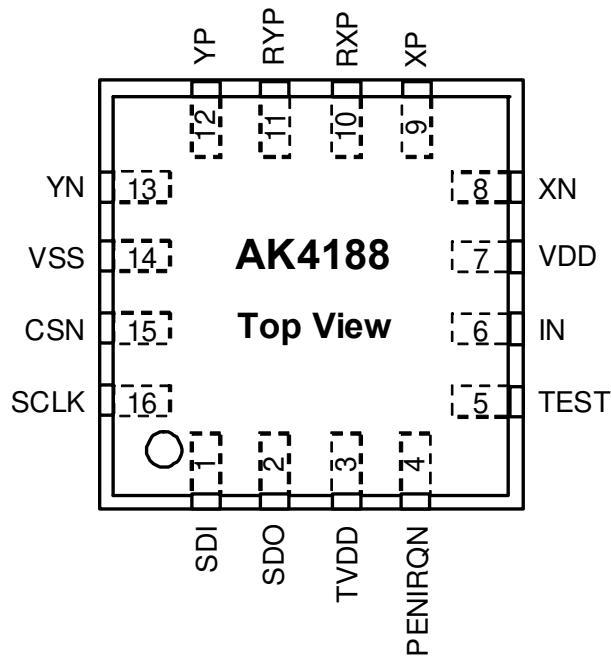 YP
RYP
RXP
XP
12
11
10
9
YN
13
8
XN
VSS
14
AK4188
7
VDD
CSN
15
Top View
6
IN
SCLK
16
5
TEST
1
2
3
4
SDI
SDO
TVDD
PENIRQN